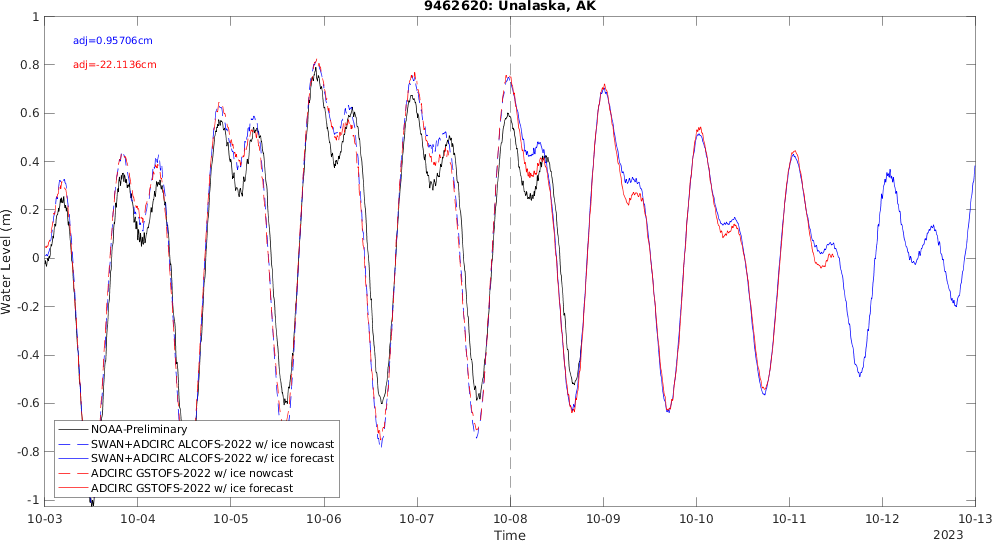 9462620: Unalaska, AK
adj=0.95706cm
adj=-22.1136cm
Water Level (m)
1
0.8
0.6
0.4
0.2
0
-0.2
-0.4
-0.6
-0.8
-1
NOAA-Preliminary
SWAN+ADCIRC ALCOFS-2022 w/ ice nowcast
SWAN+ADCIRC ALCOFS-2022 w/ ice forecast
ADCIRC GSTOFS-2022 w/ ice nowcast
ADCIRC GSTOFS-2022 w/ ice forecast
10-03 10-04 10-05 10-06 10-07 10-08 10-09 10-10 10-11 10-12 10-13
Time
2023